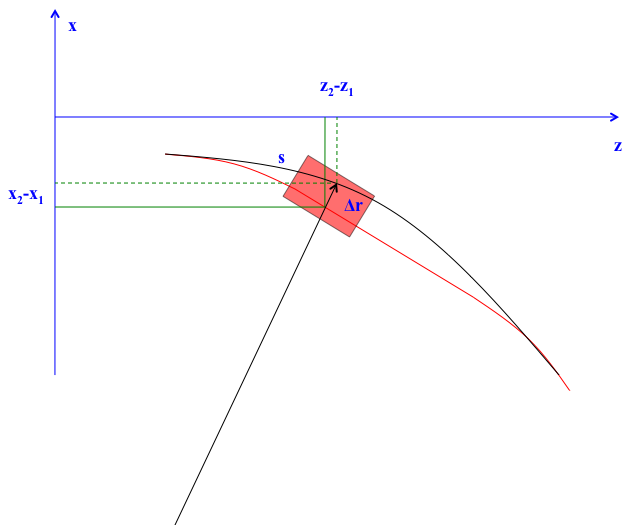 x
z₂-z₁
z
s
x₂-x₁
Δr